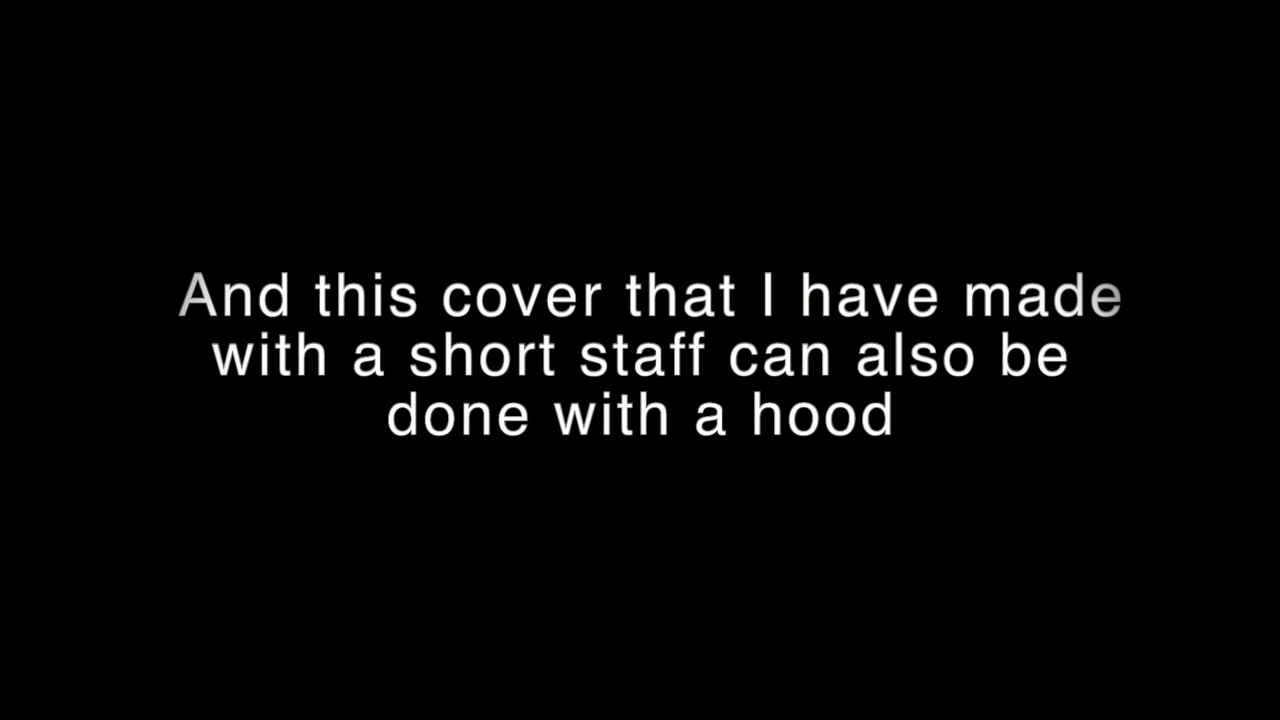 And this cover that I have made
with a short staff can also be
done with a hood